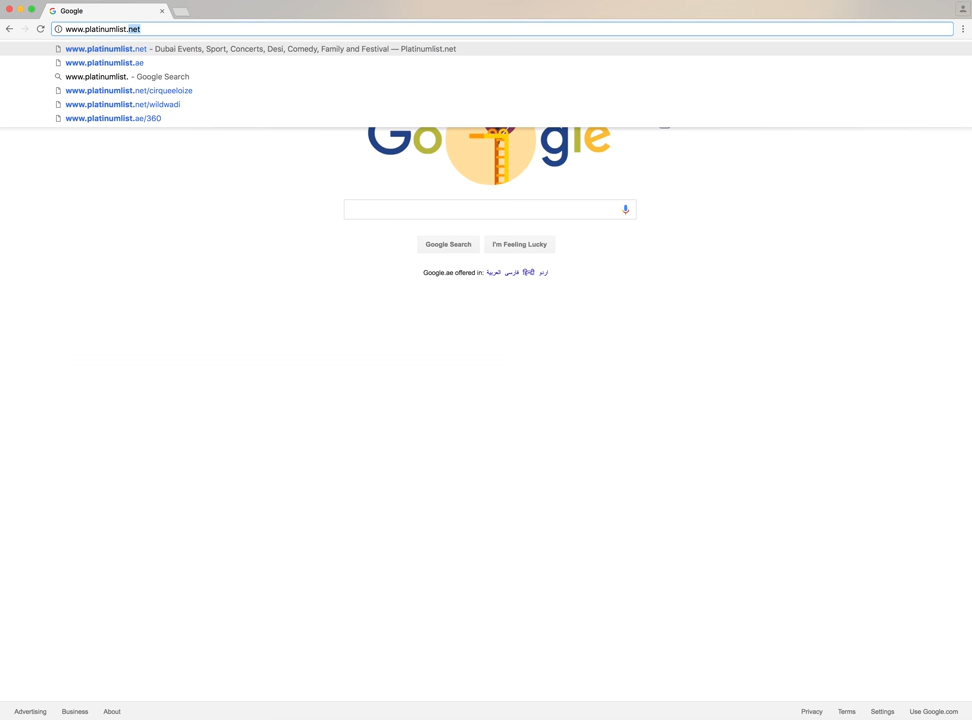 Google
www.platinumlist.net
www.platinumlist.net - Dubai Events, Sport, Concerts, Desi, Comedy, Family and Festival — Platinumlist.net
www.platinumlist.ae
www.platinumlist. - Google Search
www.platinumlist.net/cirqueeloize
www.platinumlist.net/wildwadi
www.platinumlist.ae/360
Google
Google Search I'm Feeling Lucky
Google.ae offered in: العربية فارسی हिन्दी اردو
Advertising Business About Privacy Terms Settings Use Google.com